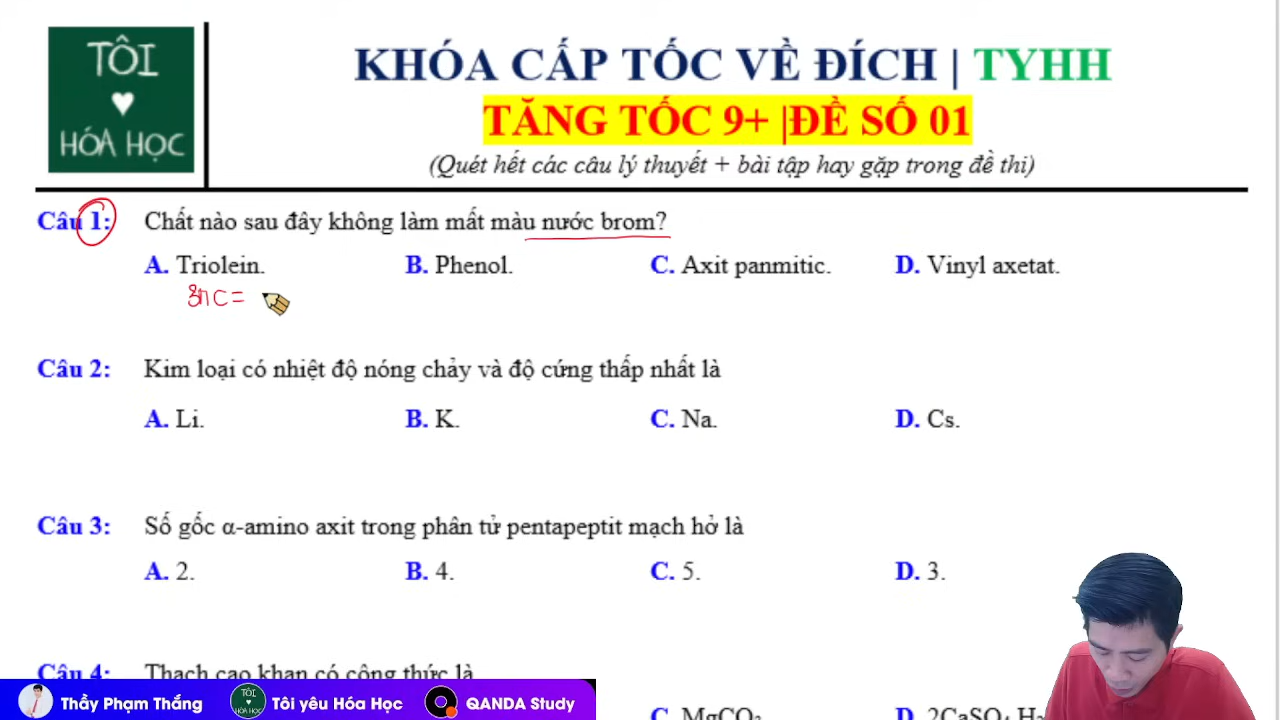 TÔI
HÓA HỌC
KHÓA CẤP TỐC VỀ ĐÍCH | TYHH
TĂNG TỐC 9+ |ĐỀ SỐ 01
(Quét hết các câu lý thuyết + bài tập hay gặp trong đề thi)
Câu 1: Chất nào sau đây không làm mất màu nước brom?
A. Triolein. B. Phenol. C. Axit panmitic. D. Vinyl axetat.
C =
Câu 2: Kim loại có nhiệt độ nóng chảy và độ cứng thấp nhất là
A. Li. B. K. C. Na. D. Cs.
Câu 3: Số gốc α-amino axit trong phân tử pentapeptit mạch hở là
A. 2. B. 4. C. 5. D. 3.
Câu 4: Thạch cao khan có công thức là
C. MgCO3 D. 2CaSO4.H2
Thầy Phạm Thắng TÔI HÓA HỌC Tôi yêu Hóa Học QANDA Study